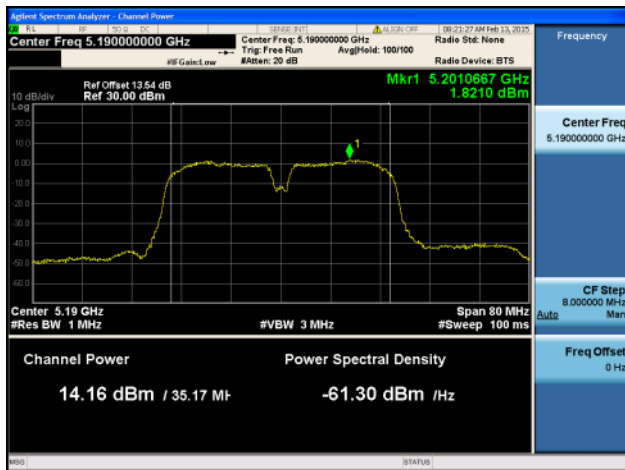 Agilent Spectrum Analyzer - Channel Power
RL RF 50 Ω DC SENSE:INT ALIGN OFF 08:21:27 AM Feb 13, 2015
Center Freq 5.190000000 GHz
Center Freq: 5.190000000 GHz
Radio Std: None
Trig: Free Run Avg|Hold: 100/100
#IFGain:Low #Atten: 20 dB Radio Device: BTS
Mkr1 5.2010667 GHz
1.8210 dBm
Ref Offset 13.54 dB
10 dB/div Ref 30.00 dBm
Log
20.0
10.0
0.00
-10.0
-20.0
-30.0
-40.0
-50.0
-60.0
1
Center 5.19 GHz Span 80 MHz
#Res BW 1 MHz #VBW 3 MHz #Sweep 100 ms
Channel Power Power Spectral Density
14.16 dBm / 35.17 MH -61.30 dBm /Hz
MSG STATUS
Frequency
Center Freq
5.190000000 GHz
CF Step
8.000000 MHz
Auto Man
Freq Offset
0 Hz